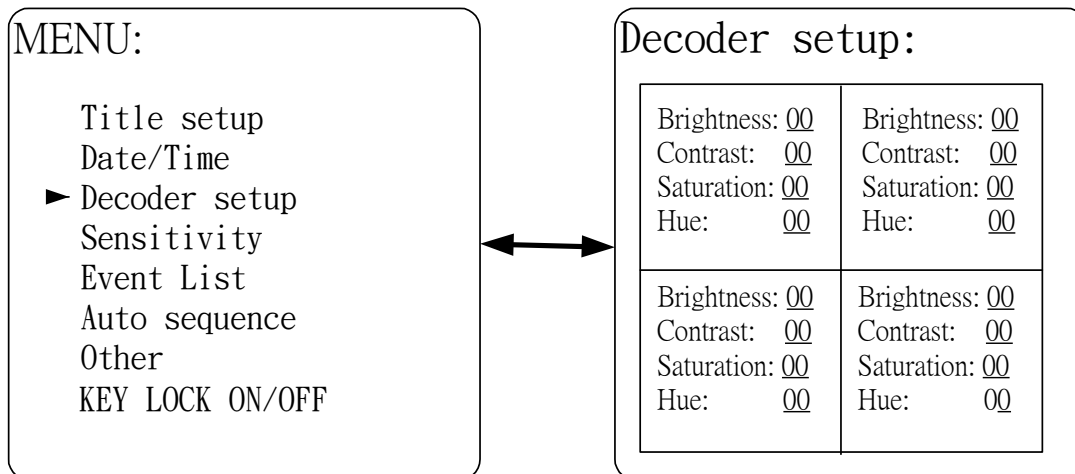 MENU:
Title setup
Date/Time
Decoder setup
Sensitivity
Event List
Auto sequence
Other
KEY LOCK ON/OFF
Decoder setup:
Brightness: 00
Contrast: 00
Saturation: 00
Hue: 00
Brightness: 00
Contrast: 00
Saturation: 00
Hue: 00
Brightness: 00
Contrast: 00
Saturation: 00
Hue: 00
Brightness: 00
Contrast: 00
Saturation: 00
Hue: 00